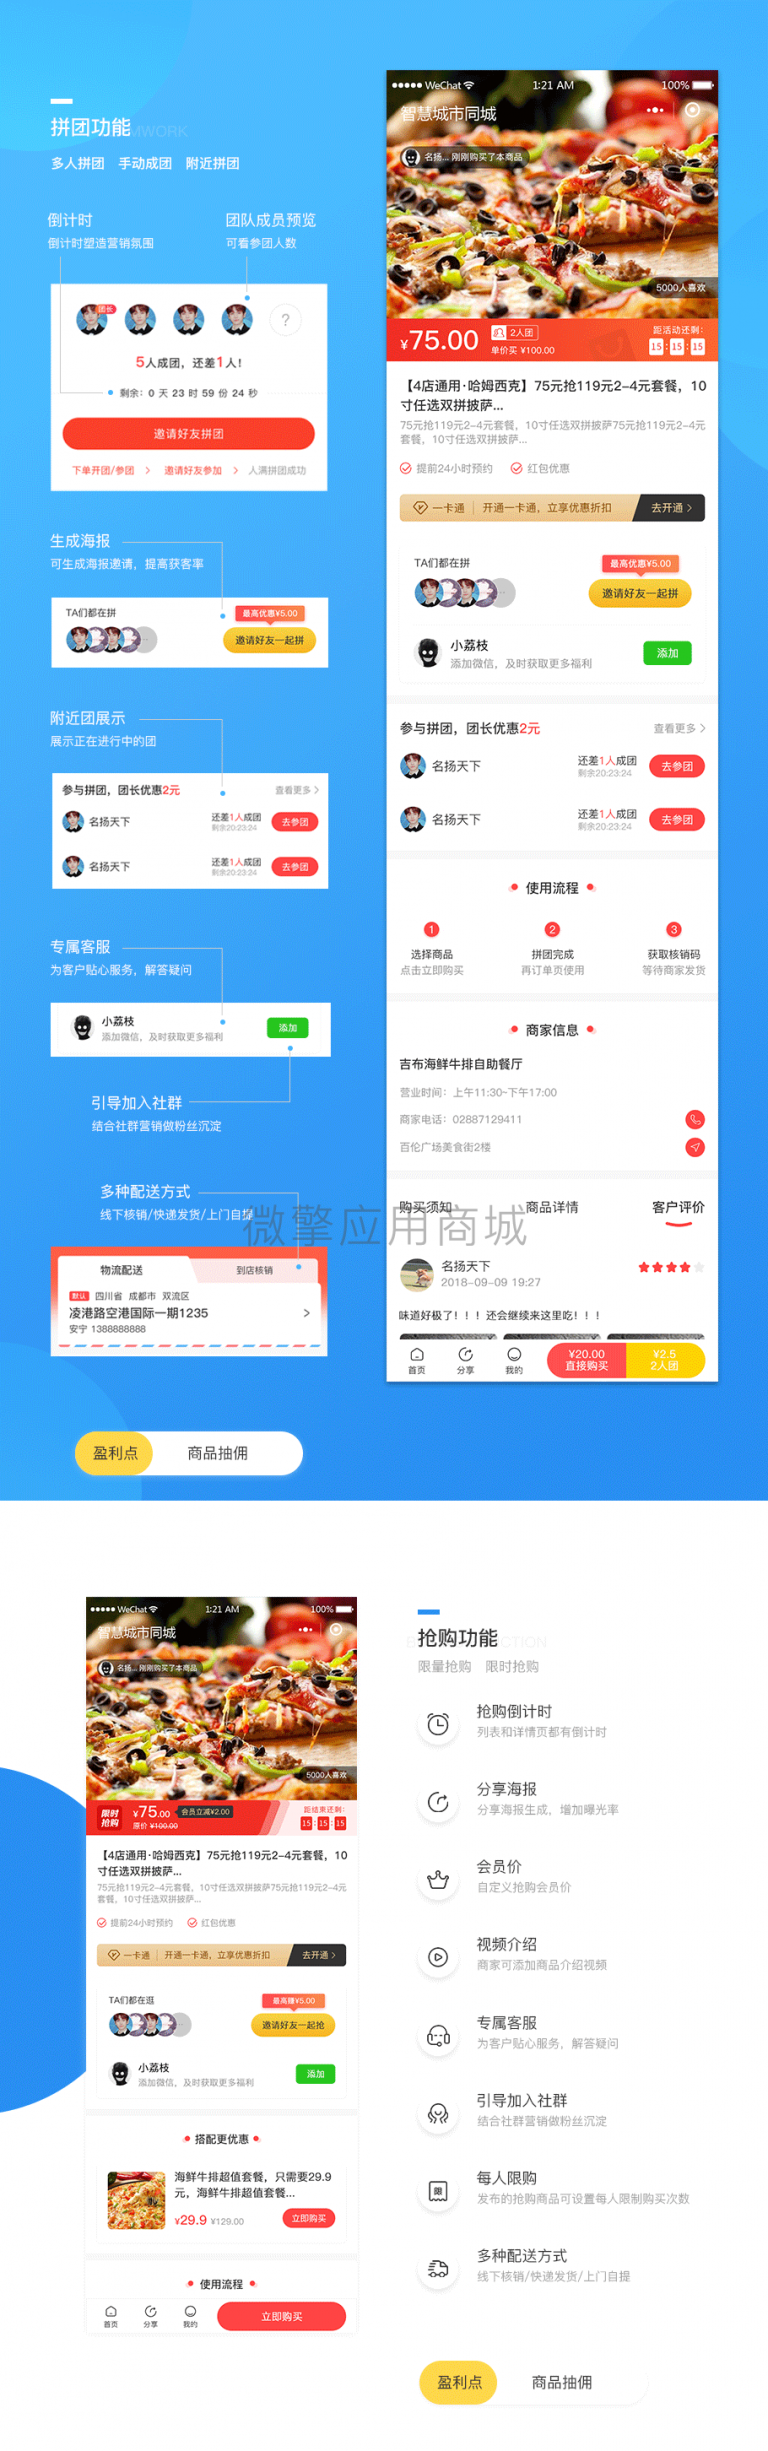 拼团功能
多人拼团 手动成团 附近拼团
倒计时
倒计时塑造营销氛围
团队成员预览
可看参团人数
团长
?
5人成团，还差1人！
剩余：0 天 23 时 59 份 24 秒
邀请好友拼团
下单开团/参团 > 邀请好友参加 > 人满拼团成功
生成海报
可生成海报邀请，提高获客率
TA们都在拼
最高优惠¥5.00
邀请好友一起拼
附近团展示
展示正在进行中的团
参与拼团，团长优惠2元
查看更多 >
名扬天下
还差1人成团
剩余20:23:24
去参团
名扬天下
还差1人成团
剩余20:23:24
去参团
专属客服
为客户贴心服务，解答疑问
小荔枝
添加微信，及时获取更多福利
添加
引导加入社群
结合社群营销做粉丝沉淀
多种配送方式
线下核销/快递发货/上门自提
物流配送
到店核销
默认 四川省 成都市 双流区
凌港路空港国际一期1235
安宁 1388888888
盈利点
商品抽佣
WeChat
1:21 AM
100%
智慧城市同城
名扬... 刚刚购买了本商品
5000人喜欢
¥75.00
2人团
单价买 ¥100.00
距活动还剩：
15 : 15 : 15
【4店通用·哈姆西克】75元抢119元2-4元套餐，10
寸任选双拼披萨...
75元抢119元2-4元套餐，10寸任选双拼披萨75元抢119元2-4元
套餐，10寸任选双拼披萨...
提前24小时预约
红包优惠
一卡通 | 开通一卡通，立享优惠折扣
去开通 >
TA们都在拼
最高优惠¥5.00
邀请好友一起拼
小荔枝
添加微信，及时获取更多福利
添加
参与拼团，团长优惠2元
查看更多 >
名扬天下
还差1人成团
剩余20:23:24
去参团
名扬天下
还差1人成团
剩余20:23:24
去参团
使用流程
1
2
3
选择商品
拼团完成
获取核销码
点击立即购买
再订单页使用
等待商家发货
商家信息
吉布海鲜牛排自助餐厅
营业时间：上午11:30~下午17:00
商家电话：02887129411
百伦广场美食街2楼
购买须知
商品详情
客户评价
微擎应用商城
名扬天下
2018-09-09 19:27
味道好极了！！！还会继续来这里吃！！！
首页
分享
我的
¥20.00
直接购买
¥2.5
2人团
WeChat
1:21 AM
100%
智慧城市同城
名扬... 刚刚购买了本商品
5000人喜欢
限时
抢购
¥75.00
会员立减¥2.00
原价 ¥100.00
距结束还剩：
15 : 15 : 15
【4店通用·哈姆西克】75元抢119元2-4元套餐，10
寸任选双拼披萨...
75元抢119元2-4元套餐，10寸任选双拼披萨75元抢119元2-4元
套餐，10寸任选双拼披萨...
提前24小时预约
红包优惠
一卡通 | 开通一卡通，立享优惠折扣
去开通 >
TA们都在逛
最高赚¥5.00
邀请好友一起抢
小荔枝
添加微信，及时获取更多福利
添加
搭配更优惠
海鲜牛排超值套餐，只需要29.9
元，海鲜牛排超值套餐...
¥29.9 ¥129.00
立即购买
使用流程
首页
分享
我的
立即购买
抢购功能
限量抢购 限时抢购
抢购倒计时
列表和详情页都有倒计时
分享海报
分享海报生成，增加曝光率
会员价
自定义抢购会员价
视频介绍
商家可添加商品介绍视频
专属客服
为客户贴心服务，解答疑问
引导加入社群
结合社群营销做粉丝沉淀
限
每人限购
发布的抢购商品可设置每人限制购买次数
多种配送方式
线下核销/快递发货/上门自提
盈利点
商品抽佣